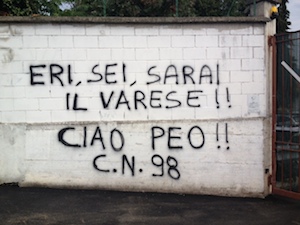 ERI, SEI, SARAI
IL VARESE!!
CIAO PEO!!
C.N. 98